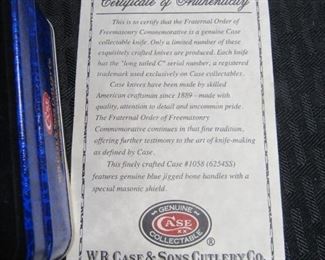 Certificate of Authenticity
This is to certify that the Fraternal Order of
Freemasonry Commemorative is a genuine Case
collectable knife. Only a limited number of these
exquisitely crafted knives are produced. Each knife
that the "long tailed C" serial number, a registered
trademark used exclusively on Case collectables.
Case knives have been made by skilled
American craftsman since 1889 - made with
quality, attention to detail and uncommon pride.
The Fraternal Order of Freemasonry
Commemorative continues in that fine tradition,
offering further testimony to the art of knife-making
as defined by Case.
This finely crafted Case #1058 (6254SS)
features genuine blue jigged bone handles with a
special masonic shield.
GENUINE
CASE
XX
COLLECTABLE
®
W.R. CASE & SONS CUTLERY CO.
CASE